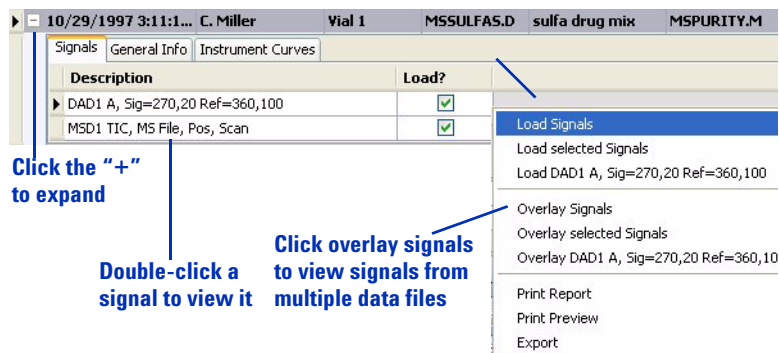 10/29/1997 3:11:1... C. Miller Vial 1 MSSULFAS.D sulfa drug mix MSPURITY.M
Signals General Info Instrument Curves
Description Load?
DAD1 A, Sig=270,20 Ref=360,100
MSD1 TIC, MS File, Pos, Scan
Click the “+”
to expand
Double-click a
signal to view it
Click overlay signals
to view signals from
multiple data files
Load Signals
Load selected Signals
Load DAD1 A, Sig=270,20 Ref=360,100
Overlay Signals
Overlay selected Signals
Overlay DAD1 A, Sig=270,20 Ref=360,10
Print Report
Print Preview
Export